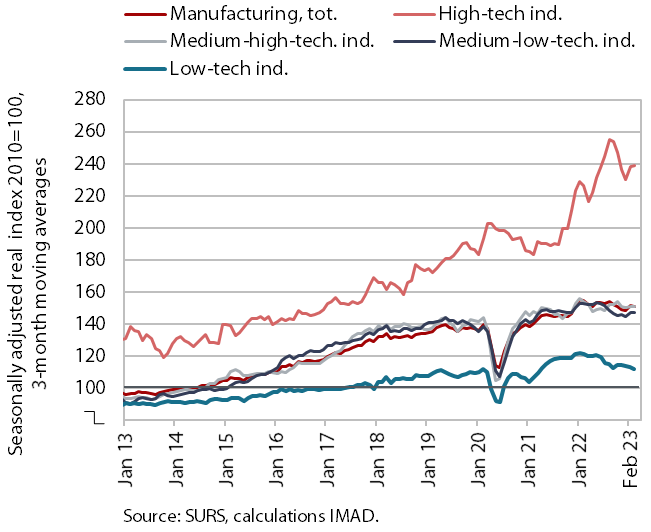 Manufacturing, tot.
High-tech ind.
Medium-high-tech. ind.
Medium-low-tech. ind.
Low-tech ind.
Seasonally adjusted real index 2010=100,
3-month moving averages
280
260
240
220
200
180
160
140
120
100
Jan 13
Jan 14
Jan 15
Jan 16
Jan 17
Jan 18
Jan 19
Jan 20
Jan 21
Jan 22
Feb 23
Source: SURS, calculations IMAD.